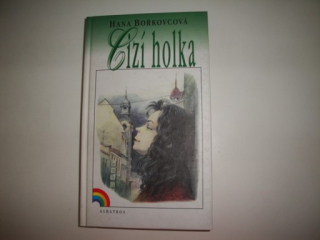 HANA BOŘKOVCOVÁ
Cizí holka
ALBATROS